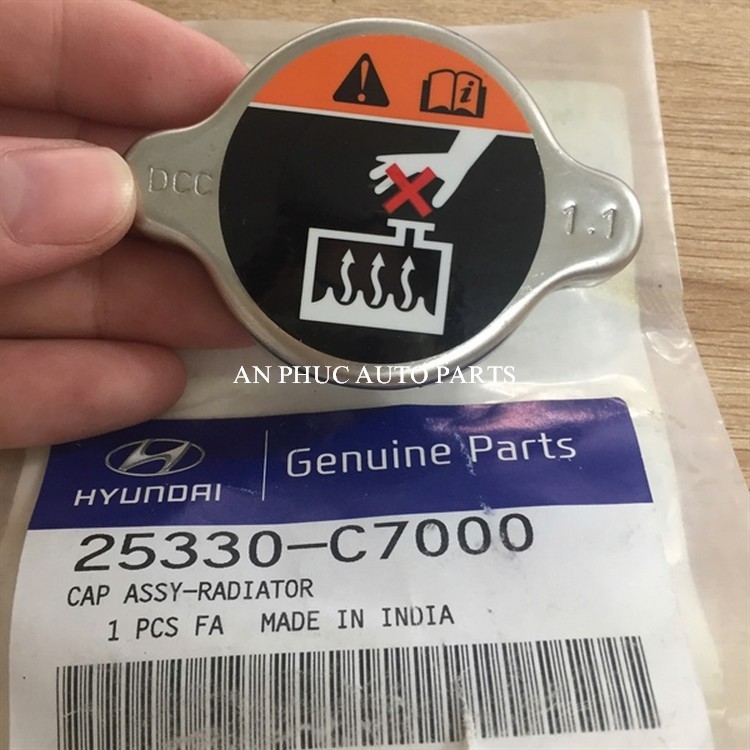 DCC
1.1
AN PHUC AUTO PARTS
HYUNDAI
Genuine Parts
25330-C7000
CAP ASSY-RADIATOR
1 PCS FA MADE IN INDIA